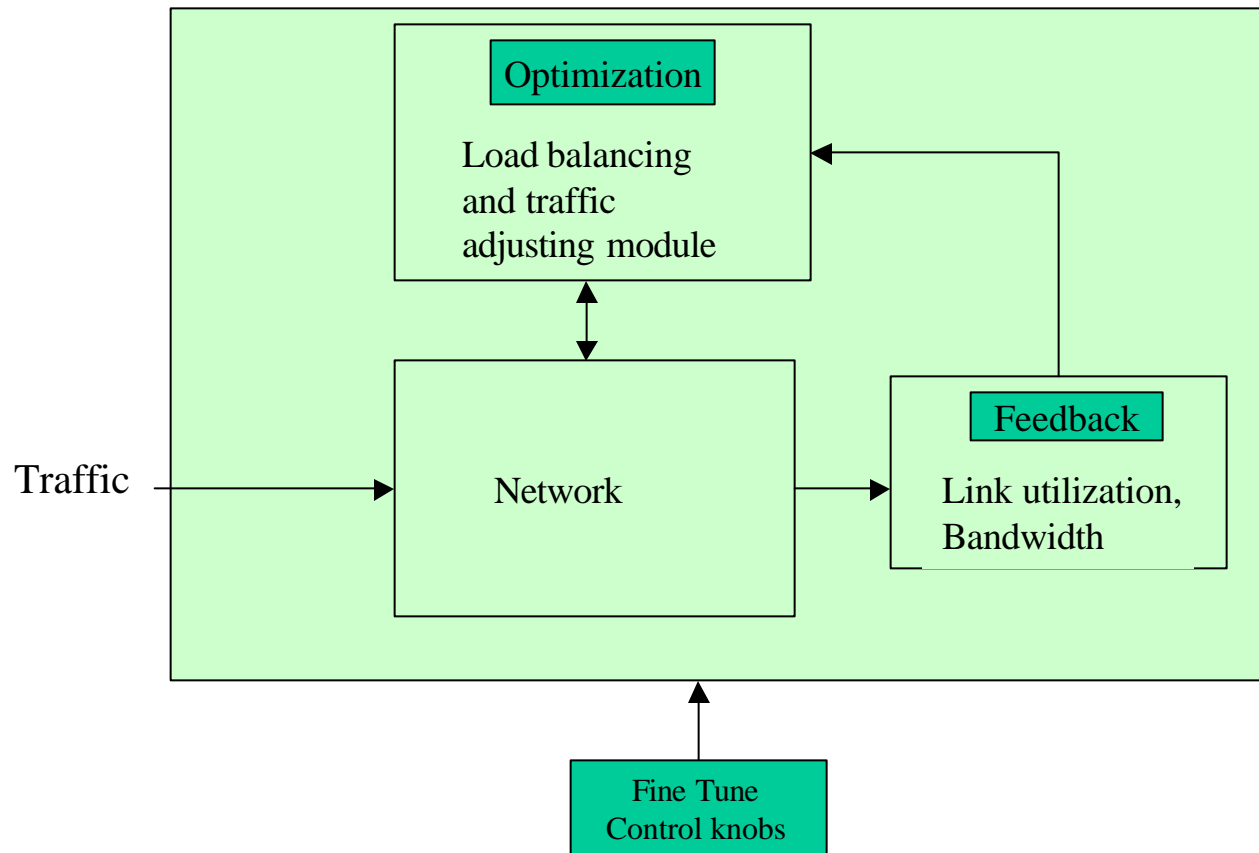 Optimization
Load balancing
and traffic
adjusting module
Feedback
Traffic
Network
Link utilization,
Bandwidth
Fine Tune
Control knobs